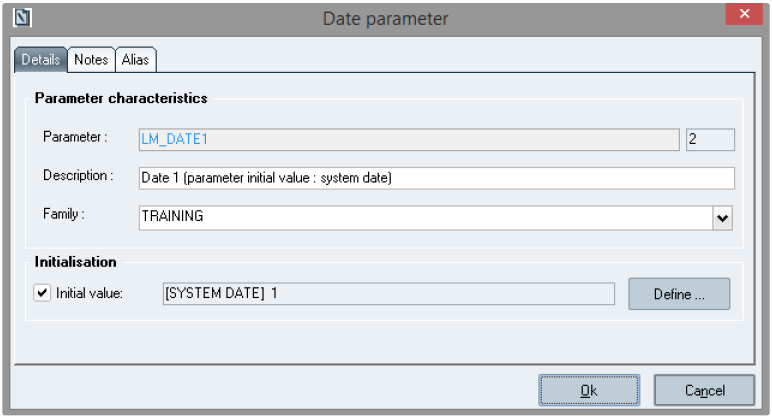 Date parameter
Details Notes Alias
Parameter characteristics
Parameter : LM_DATE1 2
Description : Date 1 (parameter initial value : system date)
Family : TRAINING
Initialisation
Initial value: [SYSTEM DATE] 1 Define ...
Ok Cancel